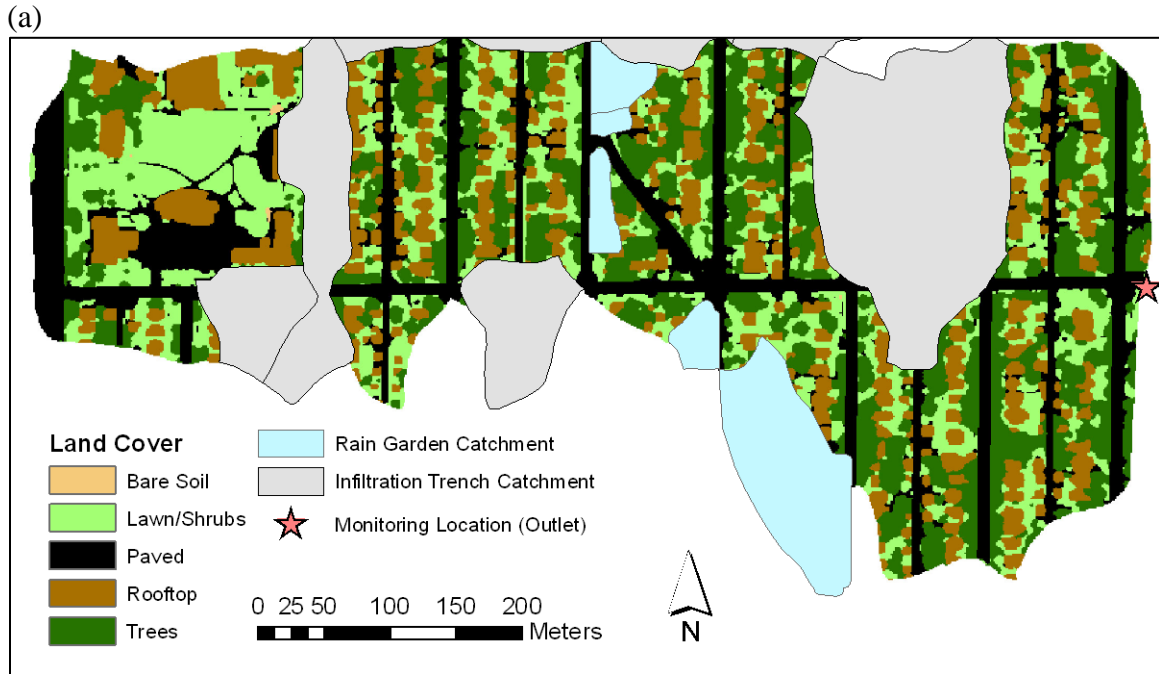 (a)
Land Cover
Bare Soil
Lawn/Shrubs
Paved
Rooftop
Trees
Rain Garden Catchment
Infiltration Trench Catchment
Monitoring Location (Outlet)
0 25 50 100 150 200
Meters
N